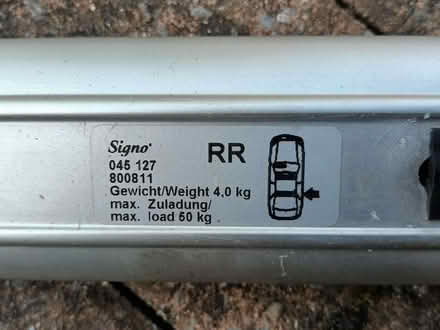 Signo
RR
045 127
800811
Gewicht/Weight 4,0 kg
max. Zuladung/
max. load 50 kg